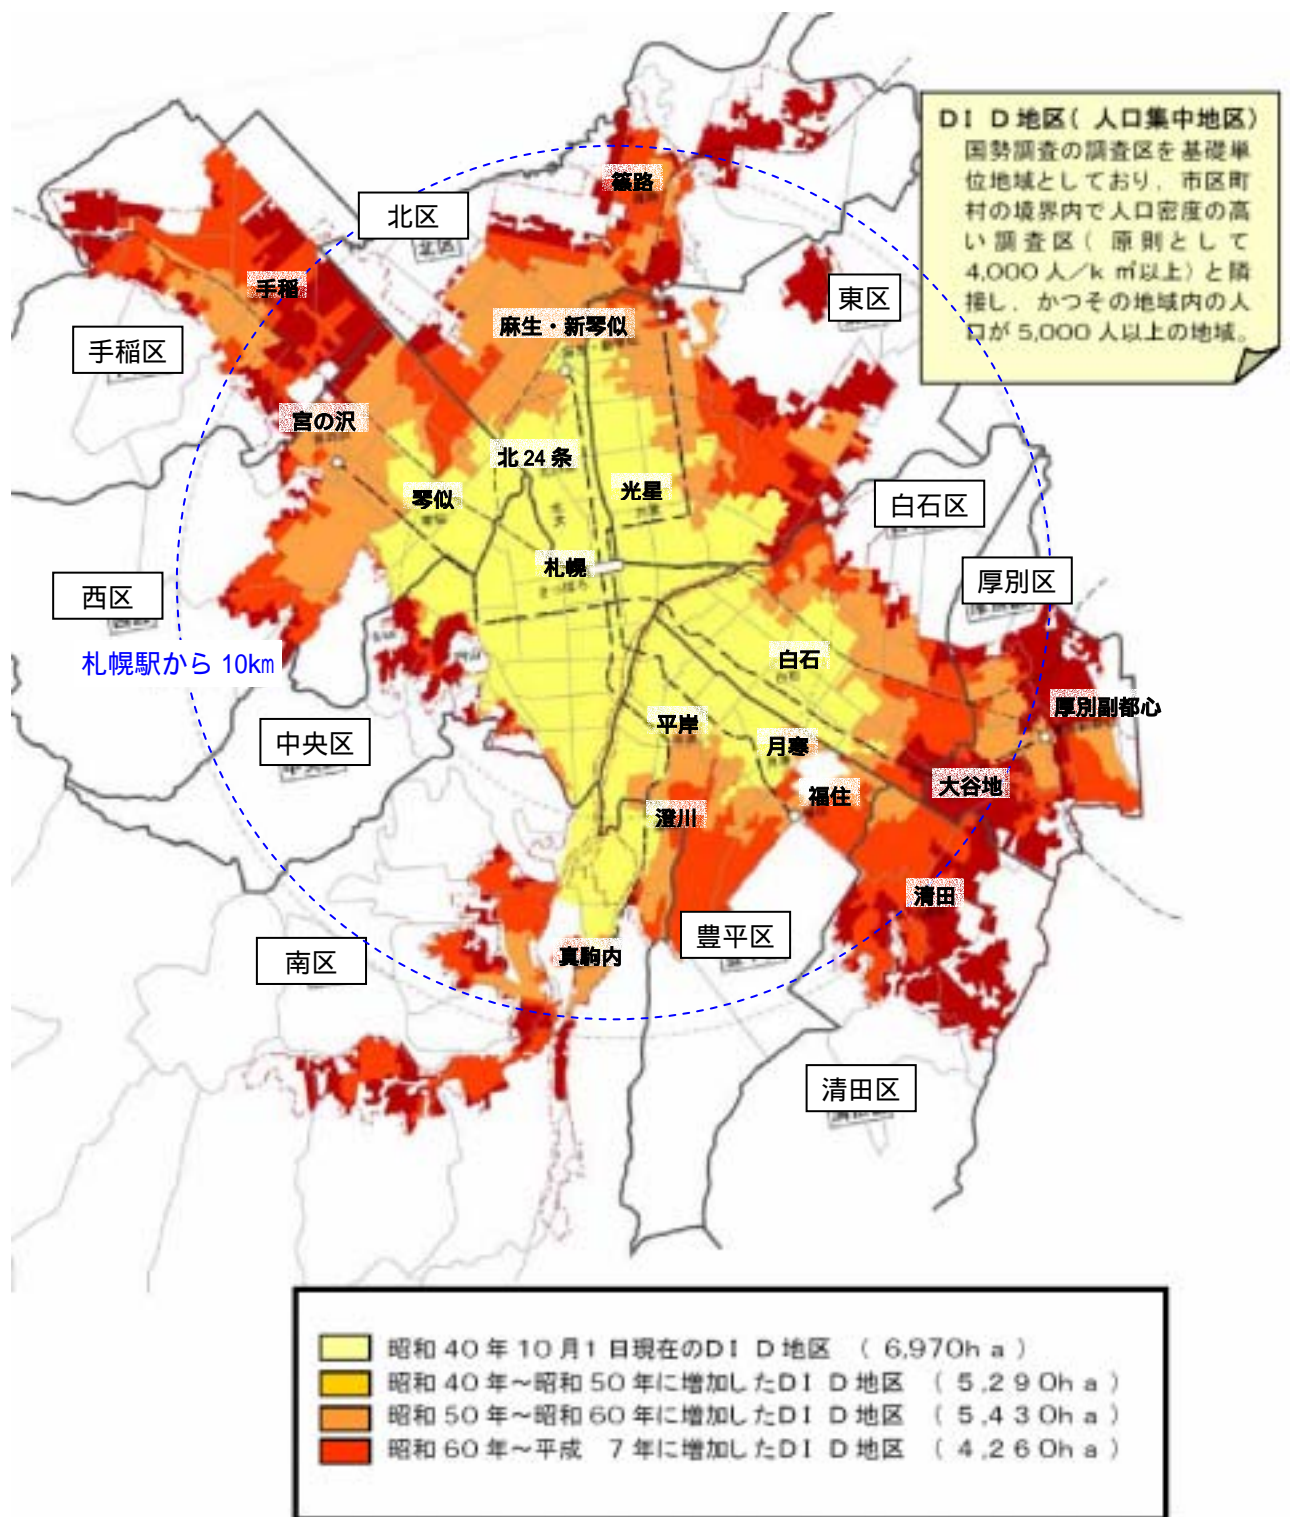 DID地区(人口集中地区)
国勢調査の調査区を基礎単
位地域としており、市区町
村の境界内で人口密度の高
い調査区(原則として
4,000人/k㎡以上)と隣
接し、かつその地域内の人
口が5,000人以上の地域。
篠路
北区
手稲
東区
麻生・新琴似
手稲区
宮の沢
北24条
琴似
光星
白石区
札幌
厚別区
西区
札幌駅から10km
白石
厚別副都心
平岸
中央区
月寒
大谷地
福住
澄川
清田
豊平区
南区
真駒内
清田区
昭和40年10月1日現在のDID地区 (6,970ha)
昭和40年~昭和50年に増加したDID地区 (5,290ha)
昭和50年~昭和60年に増加したDID地区 (5,430ha)
昭和60年~平成 7年に増加したDID地区 (4,260ha)